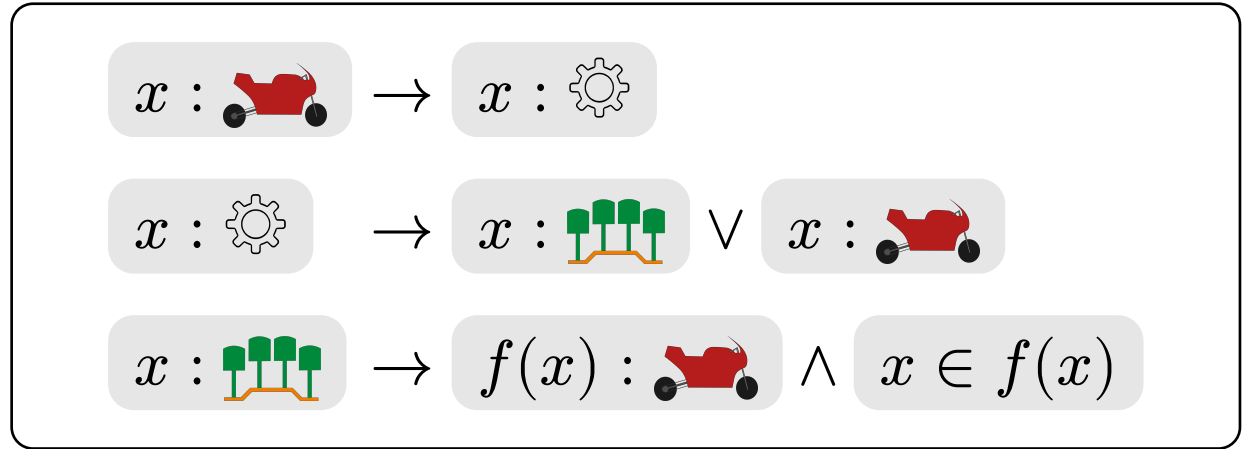 x : → x :
x : → x : ∨ x :
x : → f(x) : ∧ x ∈ f(x)